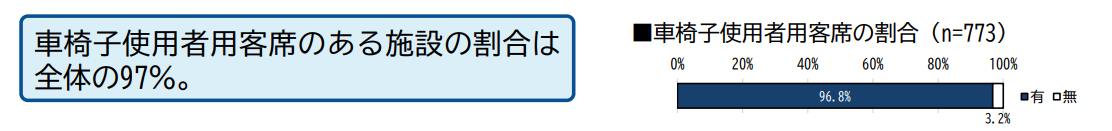 車椅子使用者用客席のある施設の割合は
全体の97%。
■車椅子使用者用客席の割合（n=773）
0% 20% 40% 60% 80% 100%
96.8%
■有 □無
3.2%